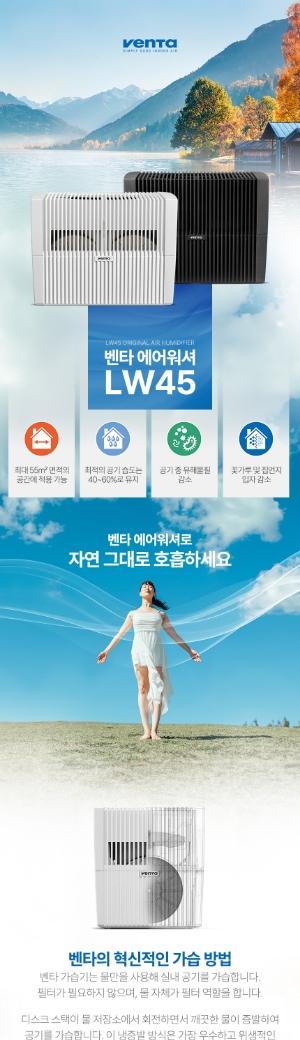 venta
SIMPLY GOOD INDOOR AIR
venta
venta
LW45 ORIGINAL AIR HUMIDIFIER
벤타 에어워셔
LW45
최대 55m² 면적의
공간에 적용 가능
최적의 공기 습도는
40~60%로 유지
공기 중 유해물질
감소
꽃가루 및 집먼지
입자 감소
벤타 에어워셔로
자연 그대로 호흡하세요
venta
벤타의 혁신적인 가습 방법
벤타 가습기는 물만을 사용해 실내 공기를 가습합니다.
필터가 필요하지 않으며, 물 자체가 필터 역할을 합니다.
디스크 스택이 물 저장소에서 회전하면서 깨끗한 물이 증발하여
공기를 가습합니다. 이 냉증발 방식은 가장 우수하고 위생적인